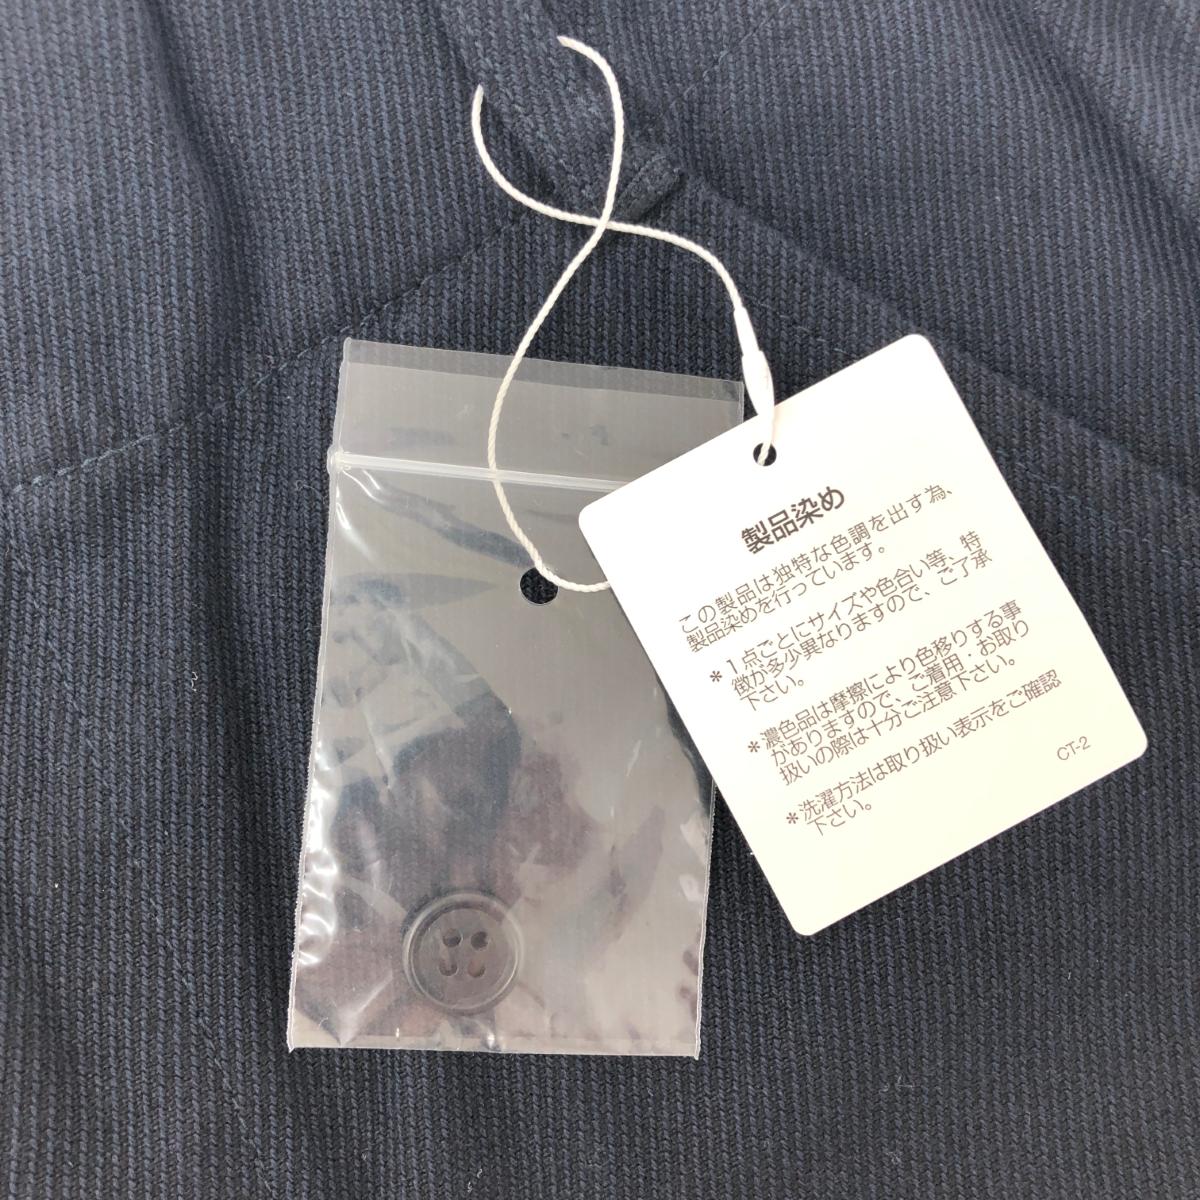 製品染め
この製品は独特な色調を出す為、
製品染めを行っています。
*1点ごとにサイズや色合い等、特
徴が多少異なりますので、ご了承
下さい。
*濃色品は摩擦により色移りする事
がありますので、ご着用・お取り
扱いの際は十分ご注意下さい。
*洗濯方法は取り扱い表示をご確認
下さい。
CT-2